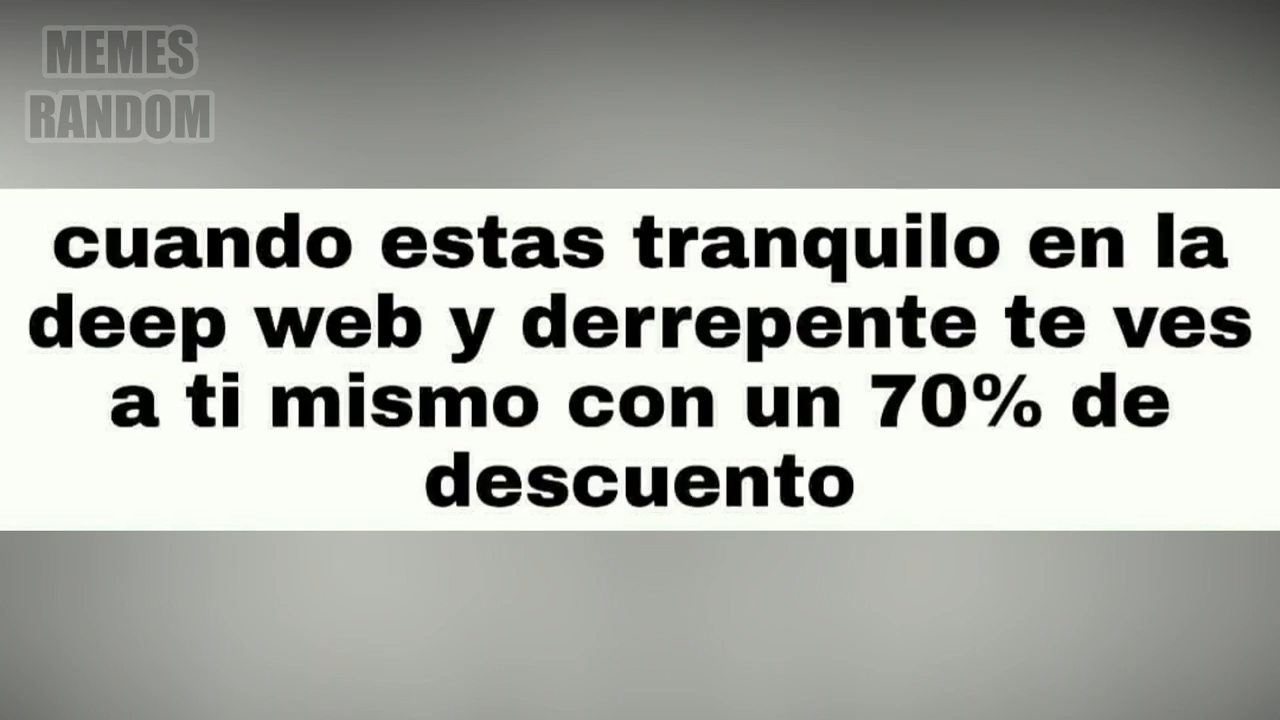 MEMES
RANDOM
cuando estas tranquilo en la
deep web y derrepente te ves
a ti mismo con un 70% de
descuento